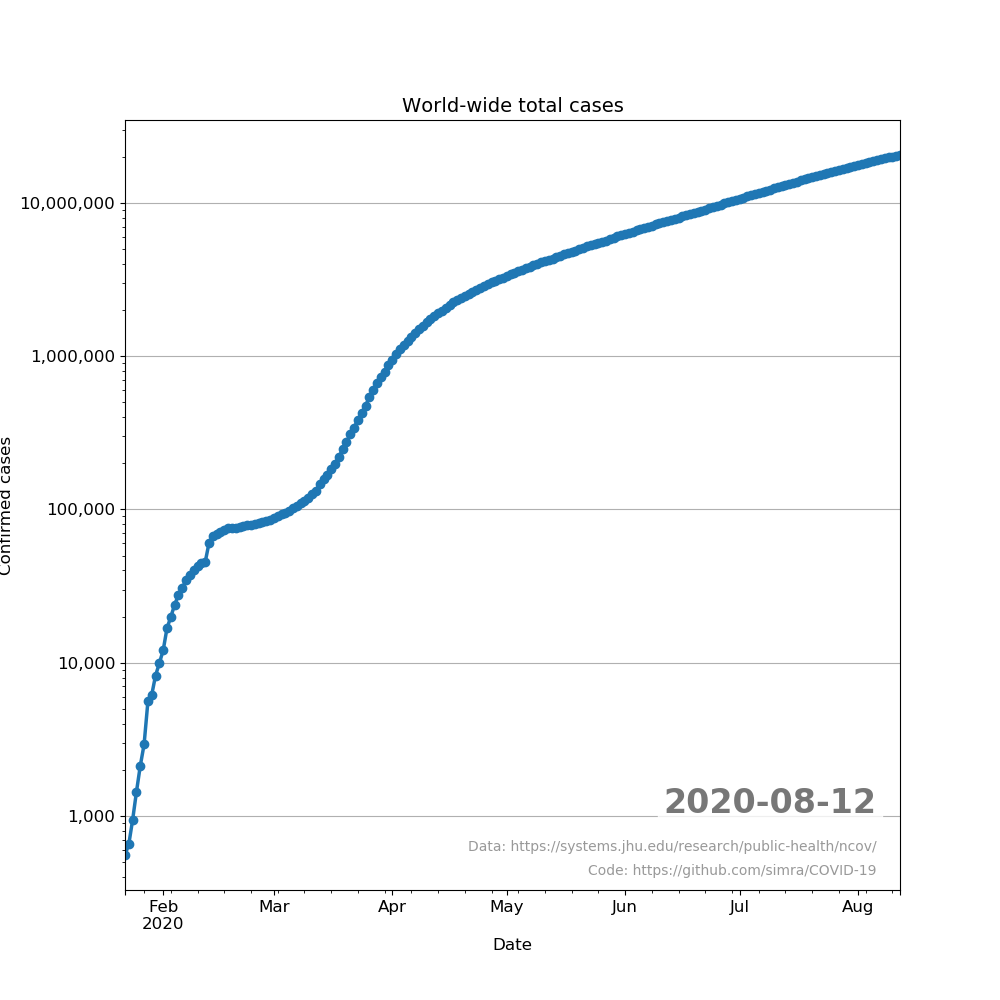 World-wide total cases
10,000,000
1,000,000
100,000
10,000
1,000
Confirmed cases
2020-08-12
Data: https://systems.jhu.edu/research/public-health/ncov/
Code: https://github.com/simra/COVID-19
Feb Mar Apr May Jun Jul Aug
2020
Date